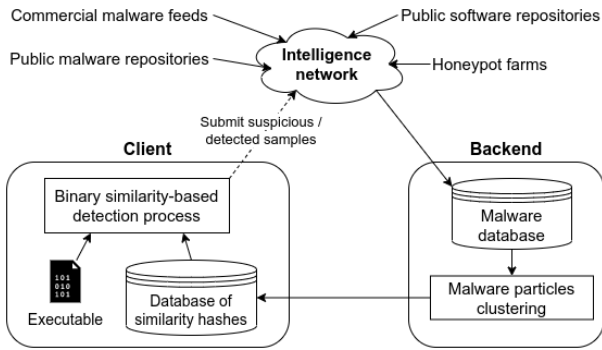 Commercial malware feeds
Public software repositories
Public malware repositories
Intelligence
network
Honeypot farms
Submit suspicious /
detected samples
Client
Backend
Binary similarity-based
detection process
Malware
database
101
010
101
Executable
Database of
similarity hashes
Malware particles
clustering